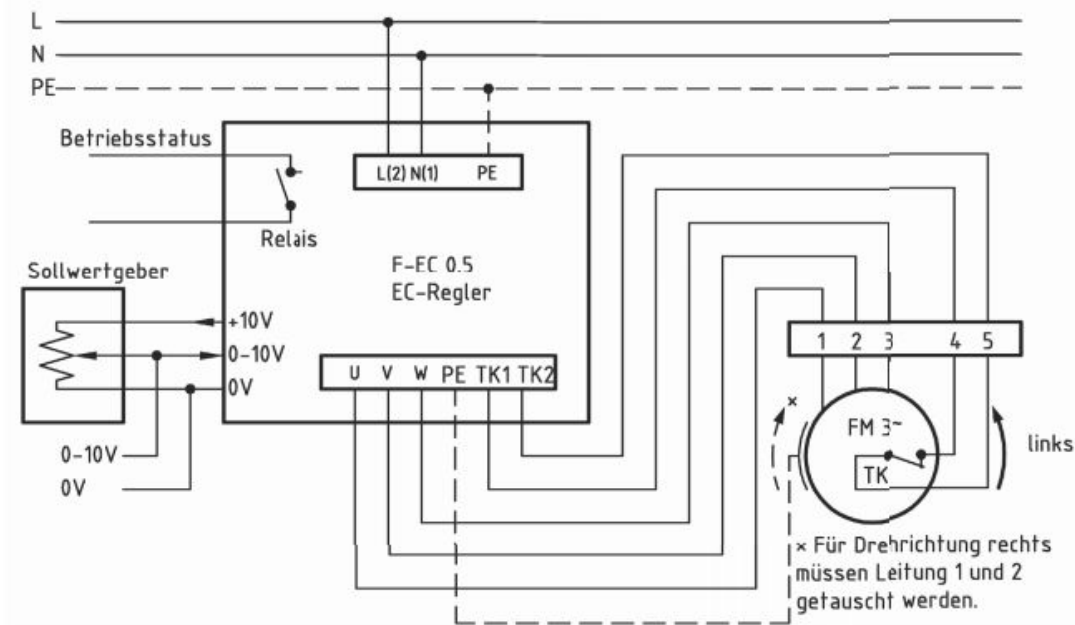 L
N
PE
Betriebsstatus
L(2) N(1) PE
Relais
F-EC 0.5
EC-Regler
Sollwertgeber
+10V
0-10V
0V
U V W PE TK1 TK2
0-10V
0V
1 2 3 4 5
×
FM 3~
TK
links
× Für Drehrichtung rechts
müssen Leitung 1 und 2
getauscht werden.